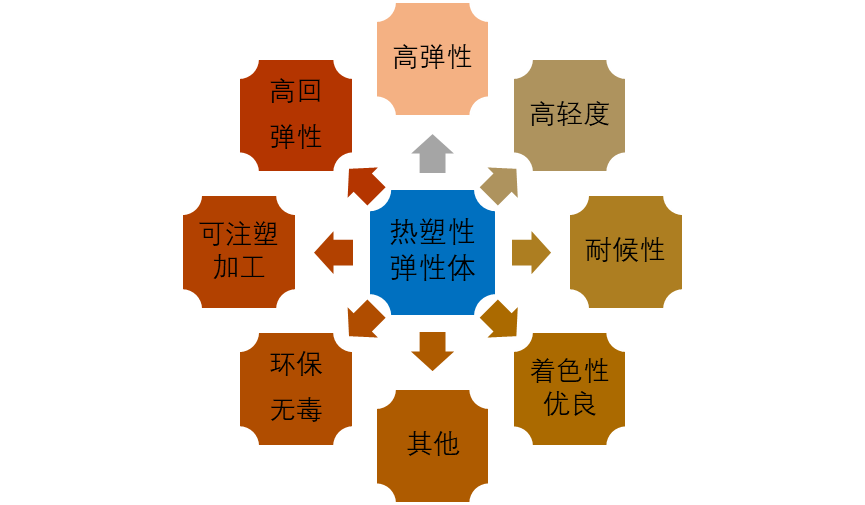 高弹性
高回
弹性
高轻度
热塑性
弹性体
可注塑
加工
耐候性
环保
无毒
着色性
优良
其他